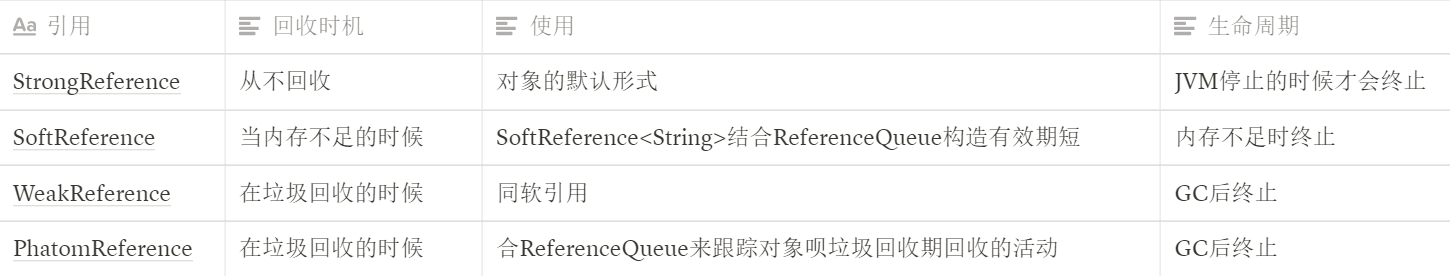 Aa 引用 回收时机 使用 生命周期
StrongReference 从不回收 对象的默认形式 JVM停止的时候才会终止
SoftReference 当内存不足的时候 SoftReference<String>结合ReferenceQueue构造有效期短 内存不足时终止
WeakReference 在垃圾回收的时候 同软引用 GC后终止
PhatomReference 在垃圾回收的时候 合ReferenceQueue来跟踪对象呗垃圾回收期回收的活动 GC后终止